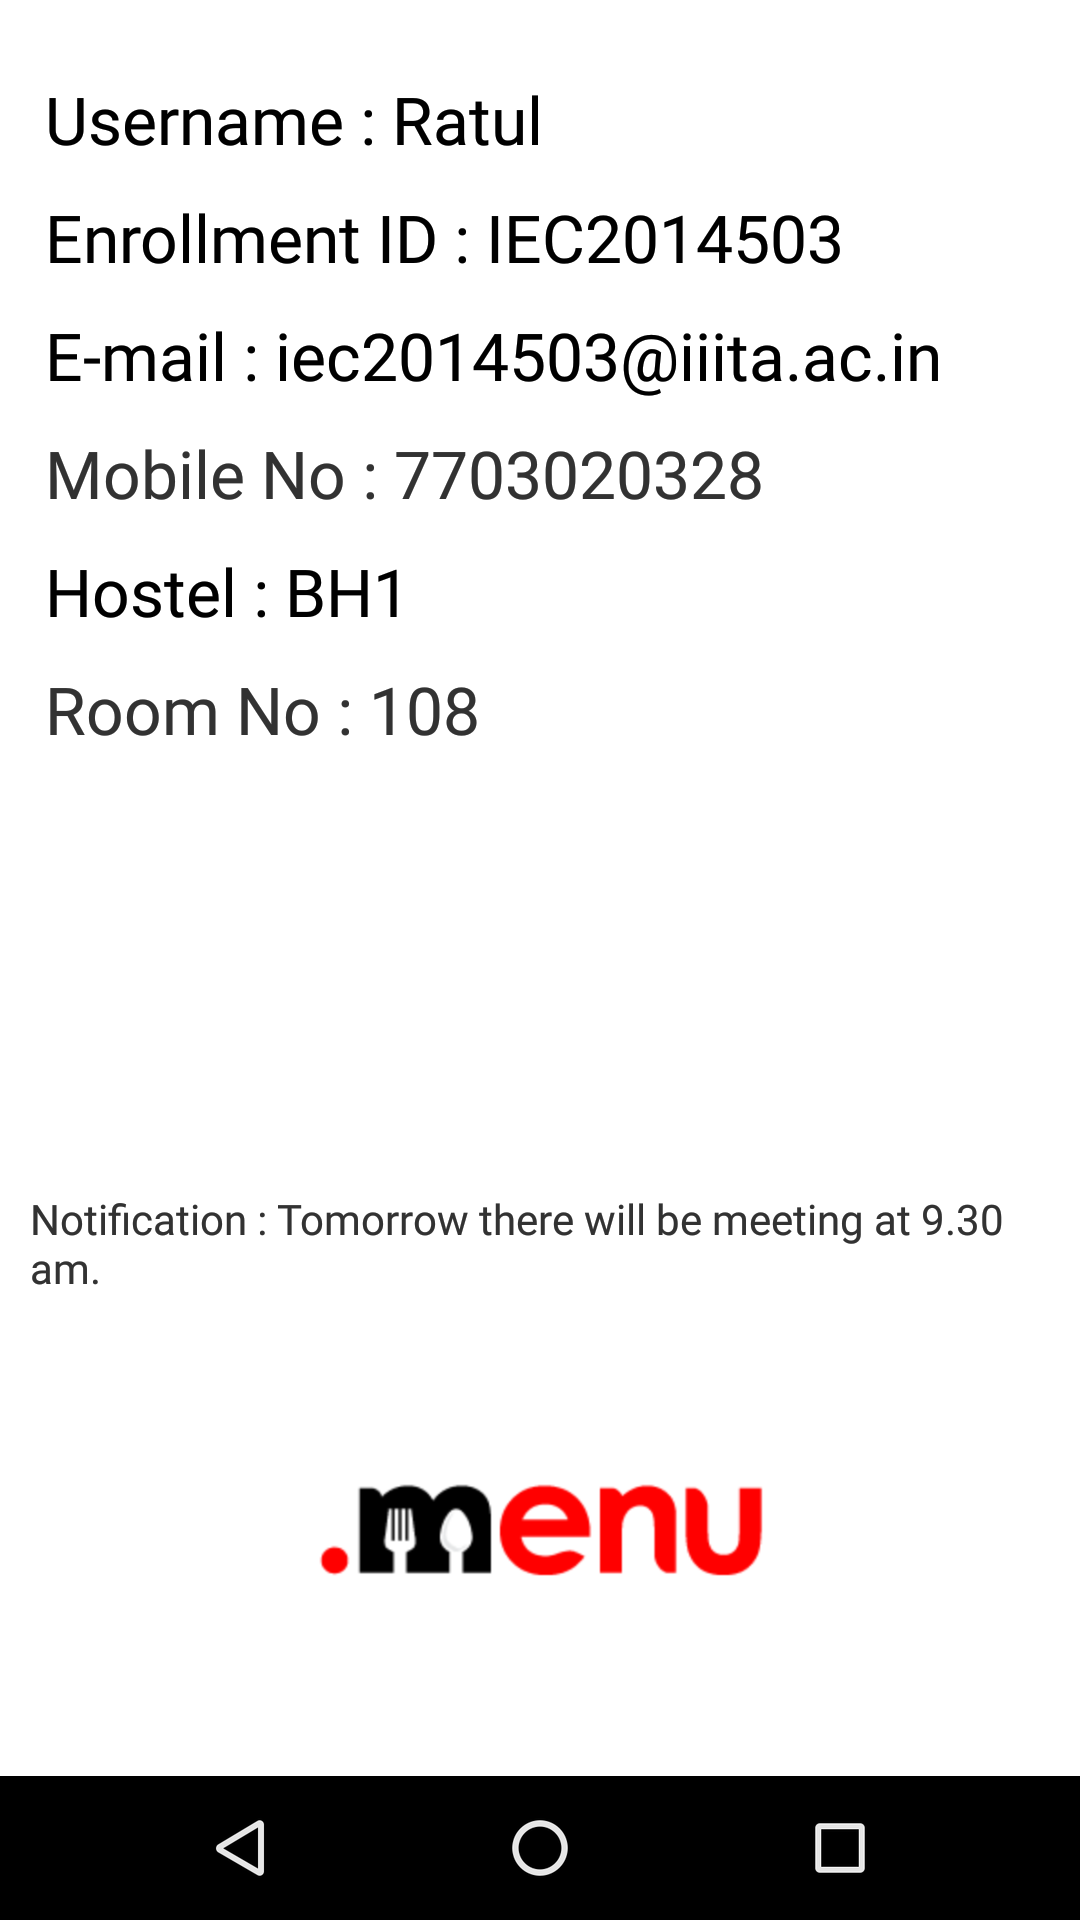 Username : Ratul
Enrollment ID : IEC2014503
E-mail : iec2014503@iiita.ac.in
Mobile No : 7703020328
Hostel : BH1
Room No : 108
Notification : Tomorrow there will be meeting at 9.30
am.
.menu